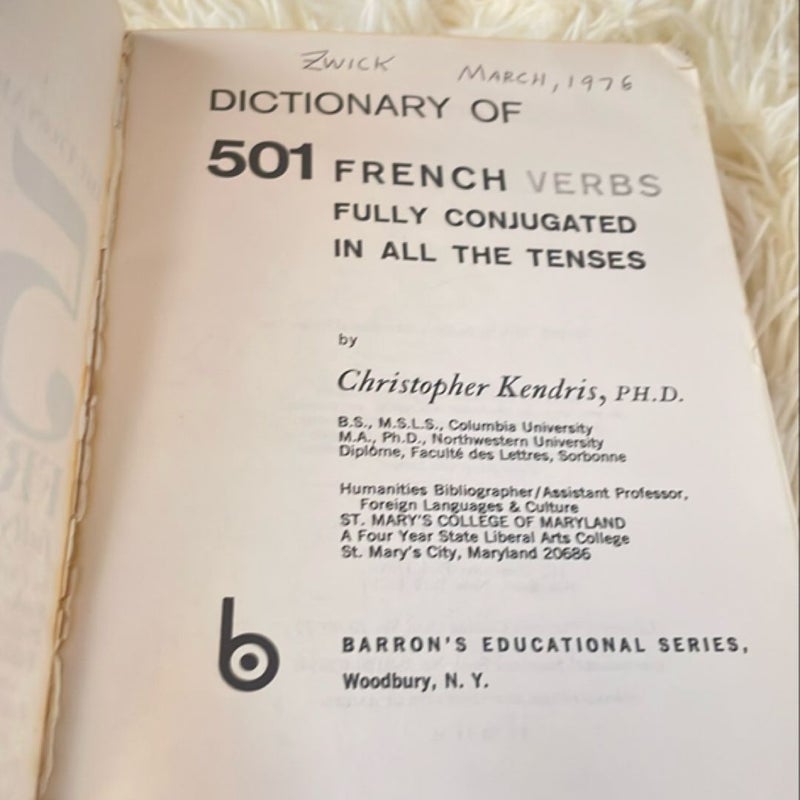 ZWICK MARCH, 1976
DICTIONARY OF
501 FRENCH VERBS
FULLY CONJUGATED
IN ALL THE TENSES
by
Christopher Kendris, PH.D.
B.S., M.S.L.S., Columbia University
M.A., Ph.D., Northwestern University
Diplôme, Faculté des Lettres, Sorbonne
Humanities Bibliographer/Assistant Professor,
Foreign Languages & Culture
ST. MARY'S COLLEGE OF MARYLAND
A Four Year State Liberal Arts College
St. Mary's City, Maryland 20686
b
BARRON'S EDUCATIONAL SERIES,
Woodbury, N. Y.